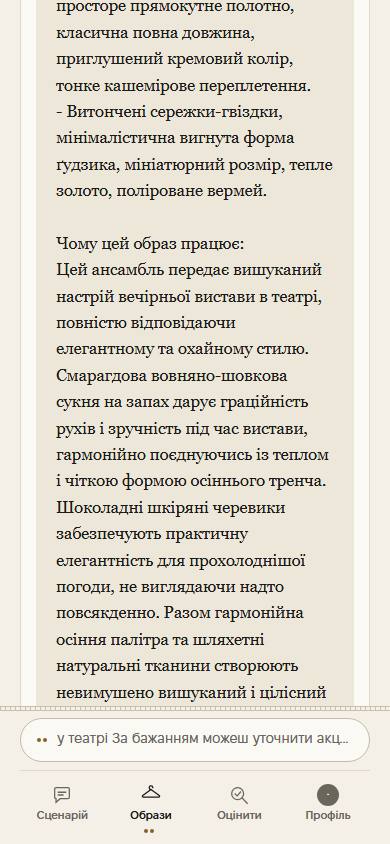 просторе прямокутне полотно,
класична повна довжина,
приглушений кремовий колір,
тонке кашемірове переплетення.
- Витончені сережки-гвіздки,
мінімалістична вигнута форма
ґудзика, мініатюрний розмір, тепле
золото, поліроване вермей.

Чому цей образ працює:
Цей ансамбль передає вишуканий
настрій вечірньої вистави в театрі,
повністю відповідаючи
елегантному та охайному стилю.
Смарагдова вовняно-шовкова
сукня на запах дарує граційність
рухів і зручність під час вистави,
гармонійно поєднуючись із теплом
і чіткою формою осіннього тренча.
Шоколадні шкіряні черевики
забезпечують практичну
елегантність для прохолоднішої
погоди, не виглядаючи надто
повсякденно. Разом гармонійна
осіння палітра та шляхетні
натуральні тканини створюють
невимушено вишуканий і цілісний
у театрі За бажанням можеш уточнити акц...
Сценарій Образи Оцінити Профіль